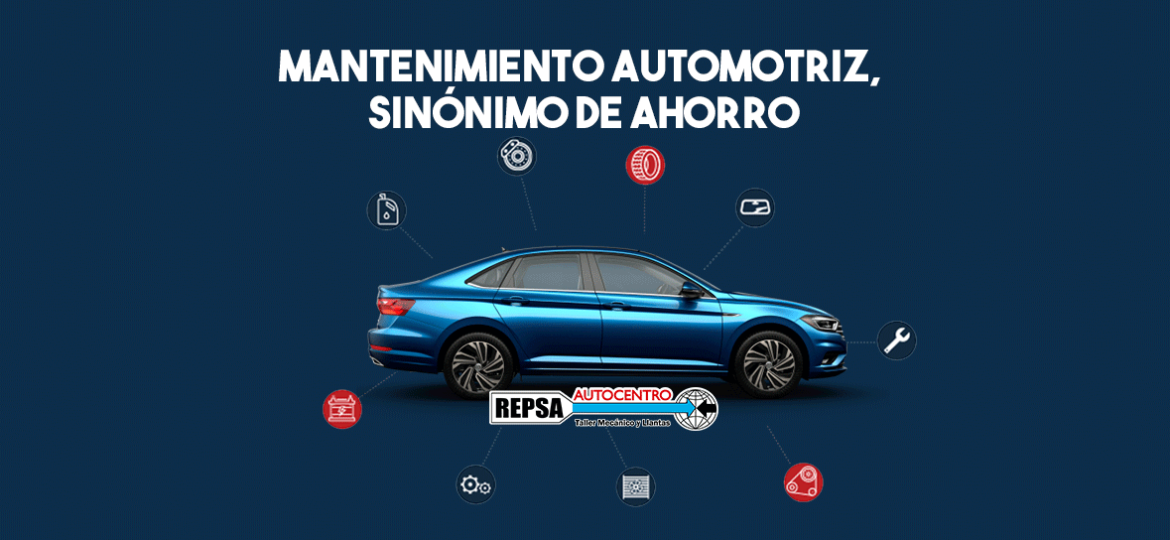 MANTENIMIENTO AUTOMOTRIZ,
SINÓNIMO DE AHORRO
AUTOCENTRO
REPSA
Taller Mecánico y Llantas